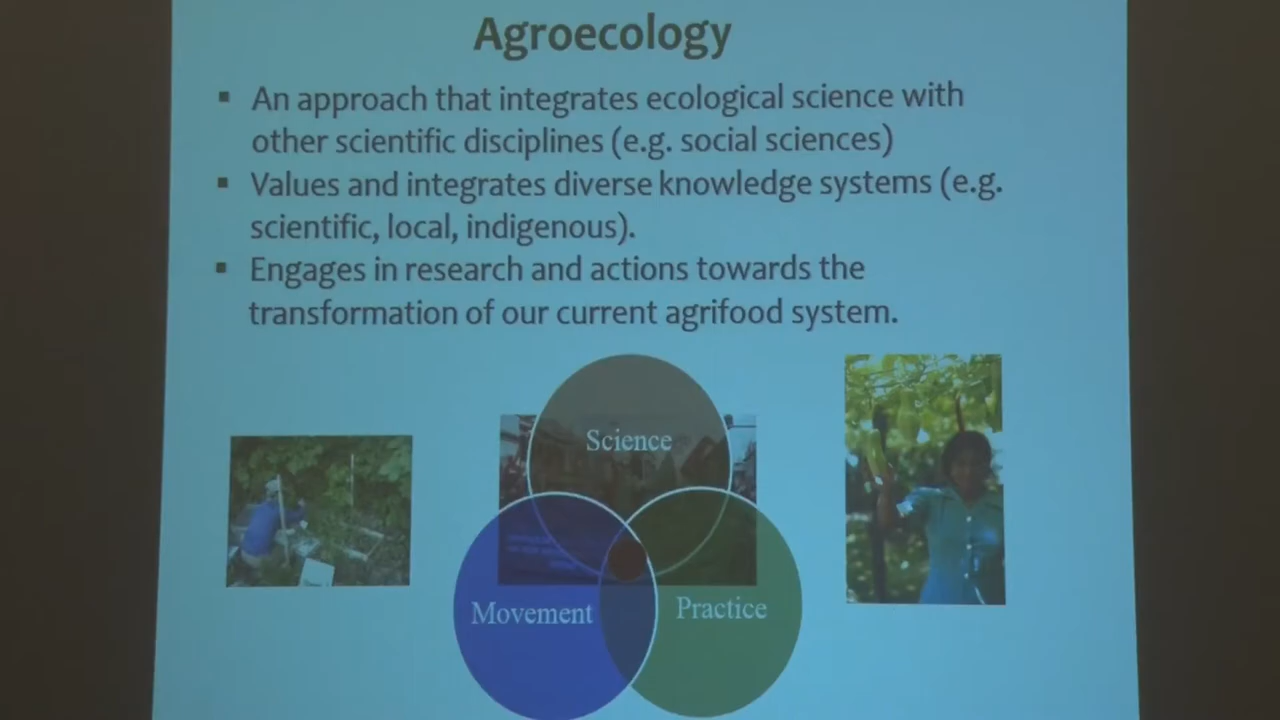 Agroecology
▪ An approach that integrates ecological science with
other scientific disciplines (e.g. social sciences)
▪ Values and integrates diverse knowledge systems (e.g.
scientific, local, indigenous).
▪ Engages in research and actions towards the
transformation of our current agrifood system.
Science
Movement
Practice